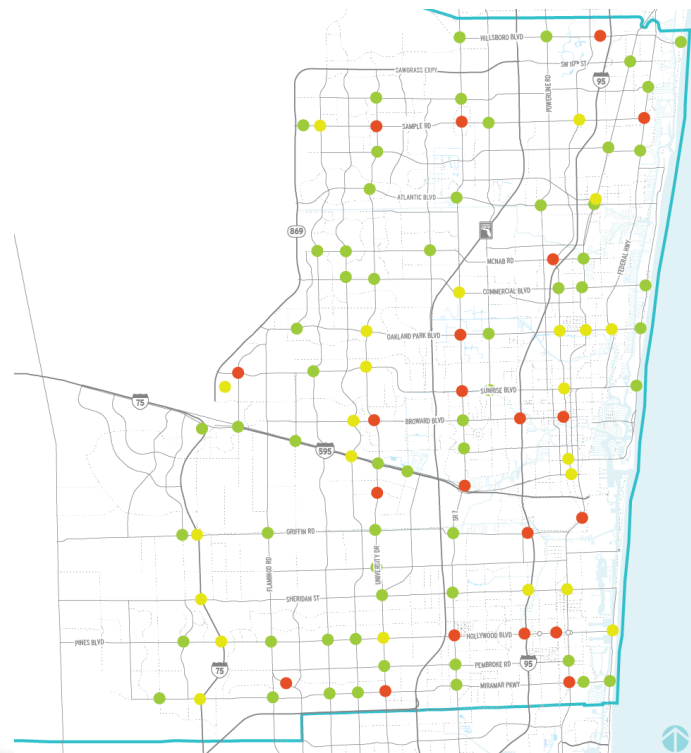 HILLSBORO BLVD
SW 10TH ST
SAWGRASS EXPY
95
POWERLINE RD
SAMPLE RD
ATLANTIC BLVD
869
MCNAB RD
FEDERAL HWY
COMMERCIAL BLVD
OAKLAND PARK BLVD
SUNRISE BLVD
75
BROWARD BLVD
595
SR 7
GRIFFIN RD
UNIVERSITY DR
FLAMINGO RD
SHERIDAN ST
PINES BLVD
HOLLYWOOD BLVD
PEMBROKE RD
95
75
MIRAMAR PKWY